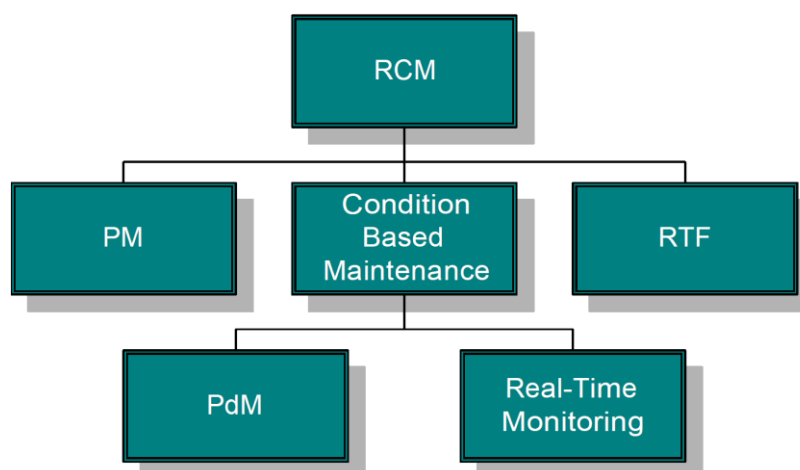 RCM
PM
Condition
Based
Maintenance
RTF
PdM
Real-Time
Monitoring